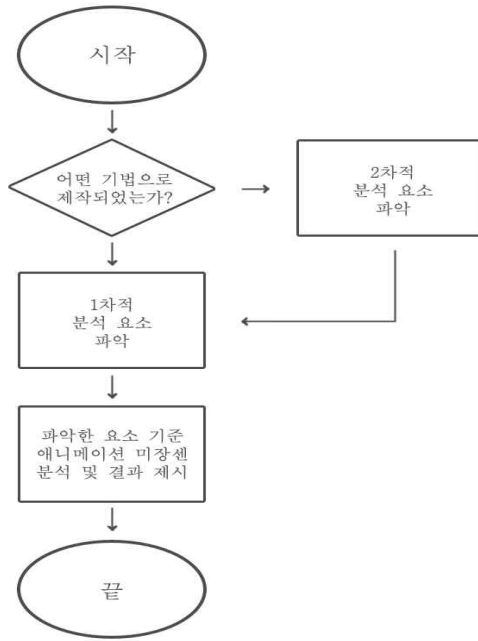 시작
어떤 기법으로
제작되었는가?
2차적
분석 요소
파악
1차적
분석 요소
파악
파악한 요소 기준
애니메이션 미장센
분석 및 결과 제시
끝